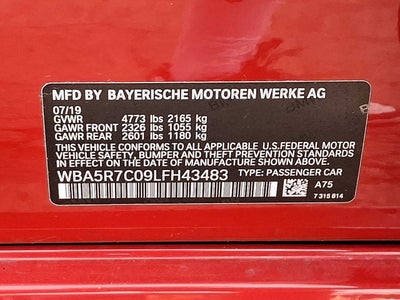 MFD BY BAYERISCHE MOTOREN WERKE AG
07/19
GVWR 4773 lbs 2165 kg
GAWR FRONT 2326 lbs 1055 kg
GAWR REAR 2601 lbs 1180 kg
THIS VEHICLE CONFORMS TO ALL APPLICABLE U.S.FEDERAL MOTOR
VEHICLE SAFETY, BUMPER AND THEFT PREVENTION STANDARDS IN
EFFECT ON THE DATE OF MANUFACTURE SHOWN ABOVE.
WBA5R7C09LFH43483 TYPE: PASSENGER CAR
A75
7 315 814